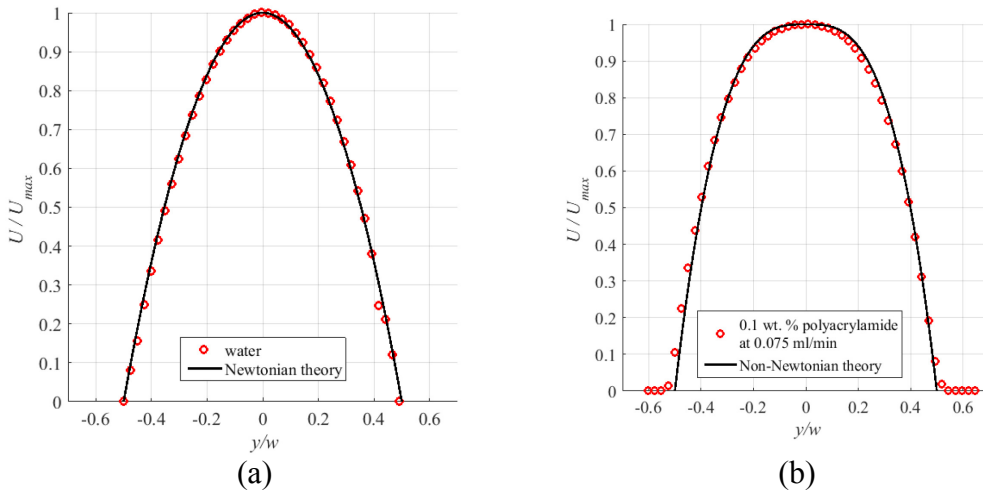 1
0.9
0.8
0.7
0.6
0.5
0.4
0.3
0.2
0.1
0
U / U_max
-0.6 -0.4 -0.2 0 0.2 0.4 0.6
y/w
water
Newtonian theory
(a)
1
0.9
0.8
0.7
0.6
0.5
0.4
0.3
0.2
0.1
0
U / U_max
-0.6 -0.4 -0.2 0 0.2 0.4 0.6
y/w
0.1 wt. % polyacrylamide
at 0.075 ml/min
Non-Newtonian theory
(b)